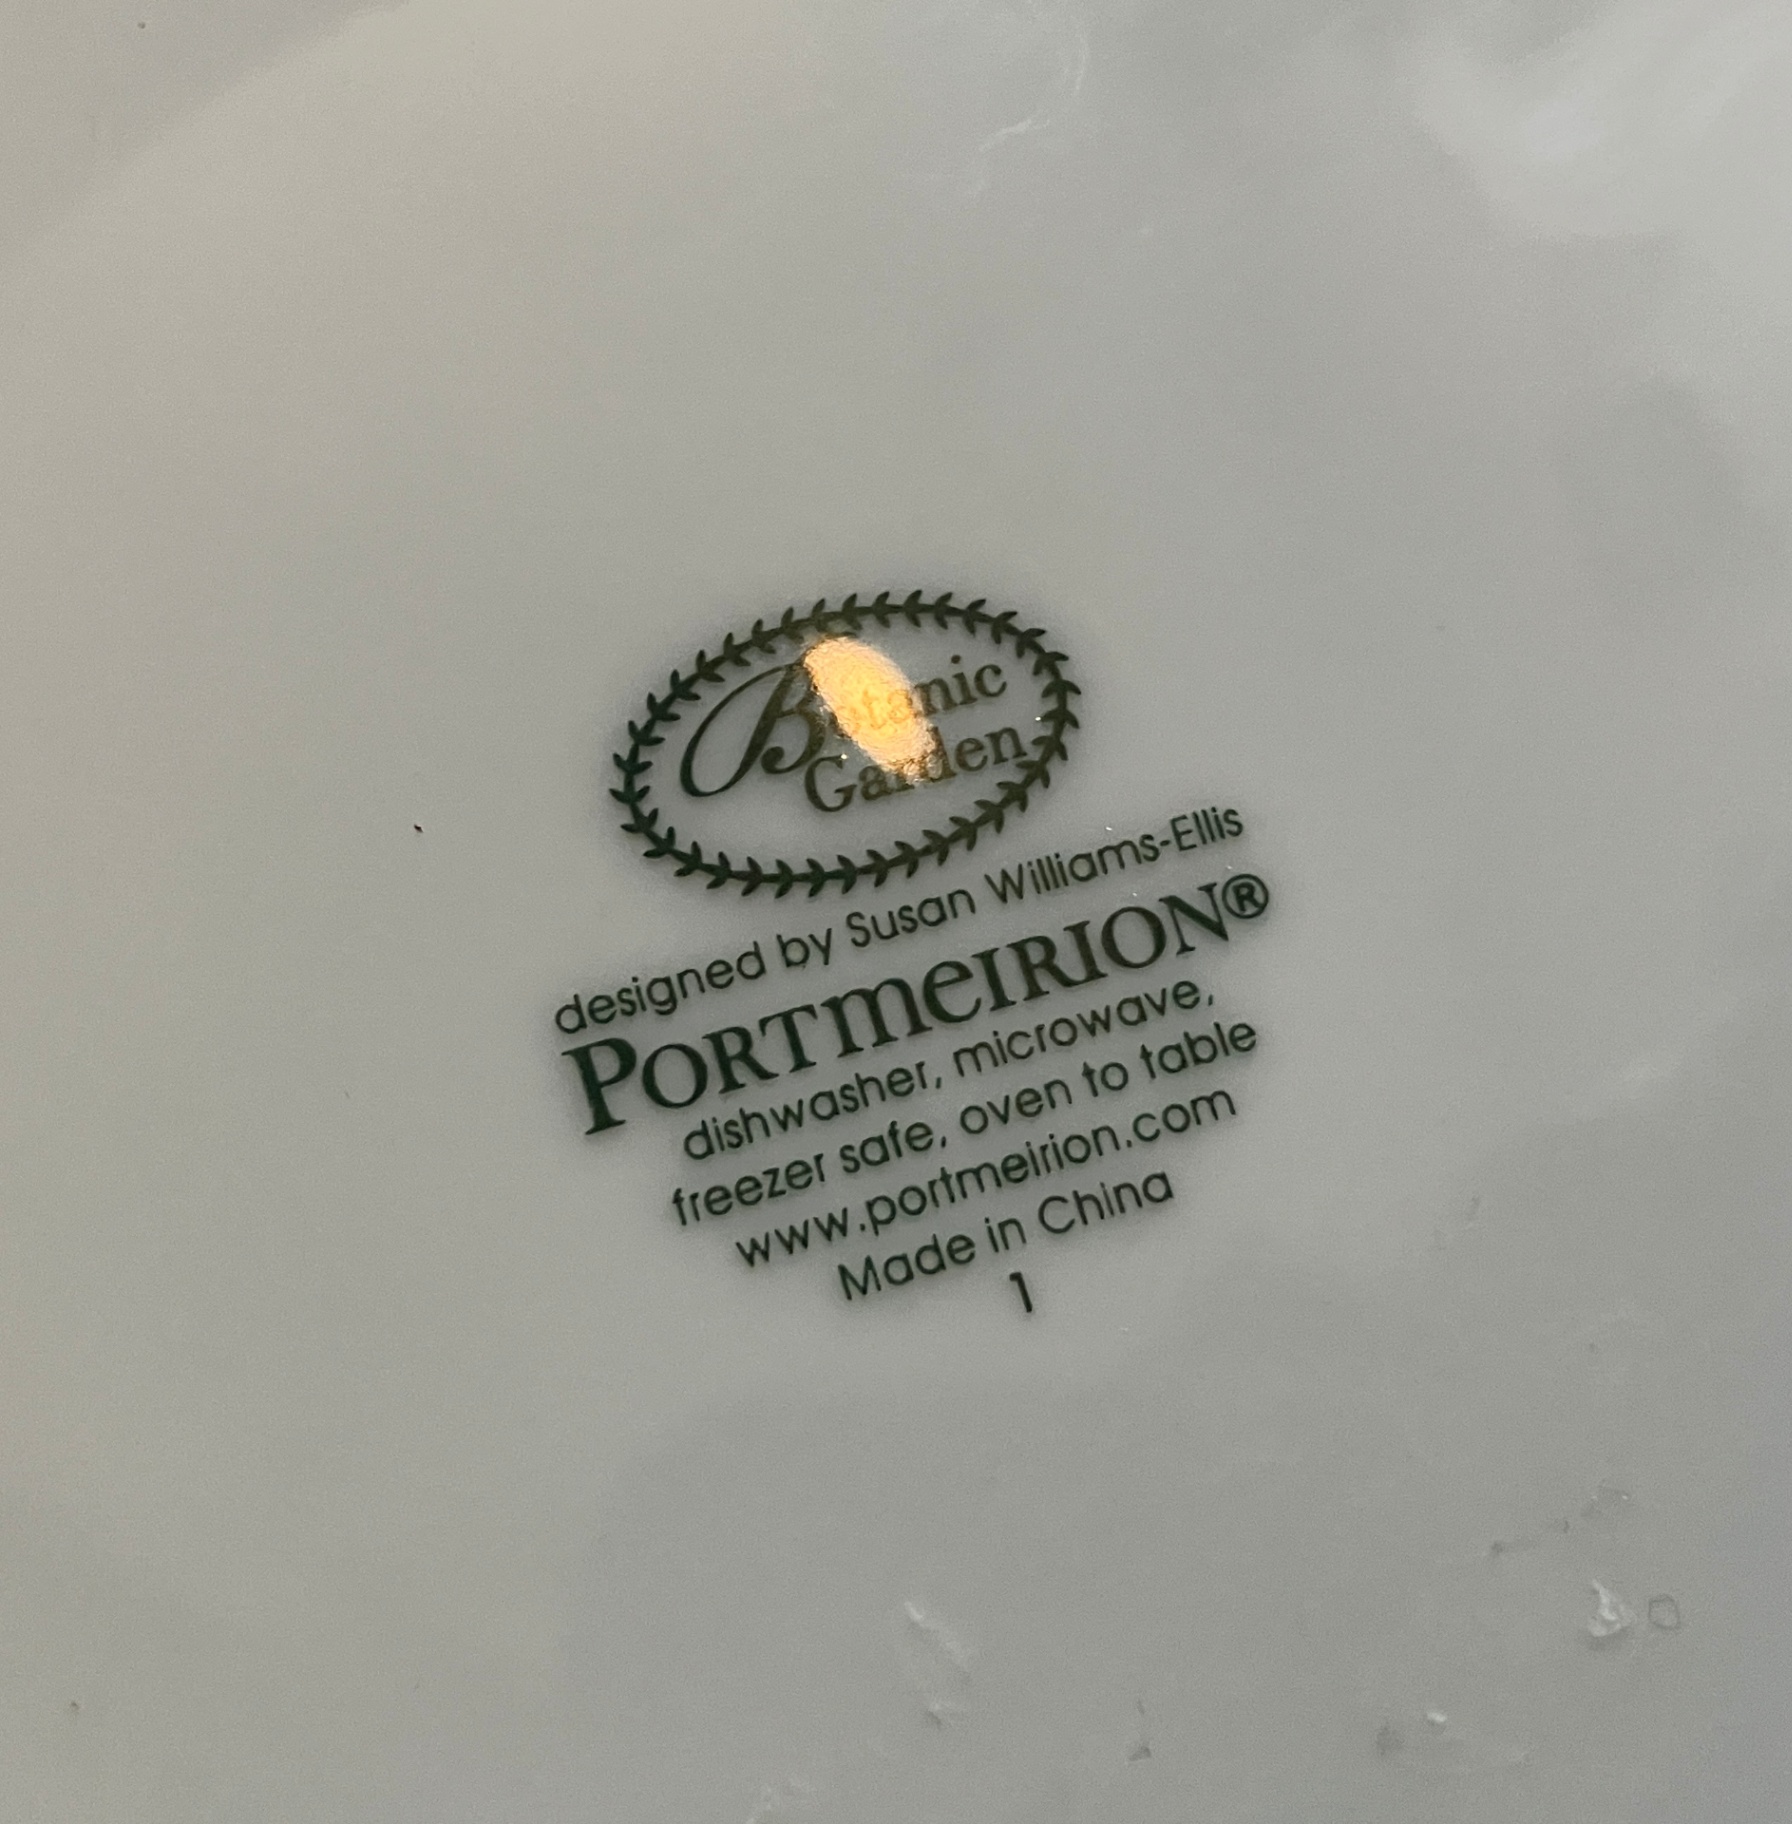 Botanic
Garden
designed by Susan Williams-Ellis
PORTMEIRION®
dishwasher, microwave,
freezer safe, oven to table
www.portmeirion.com
Made in China
1